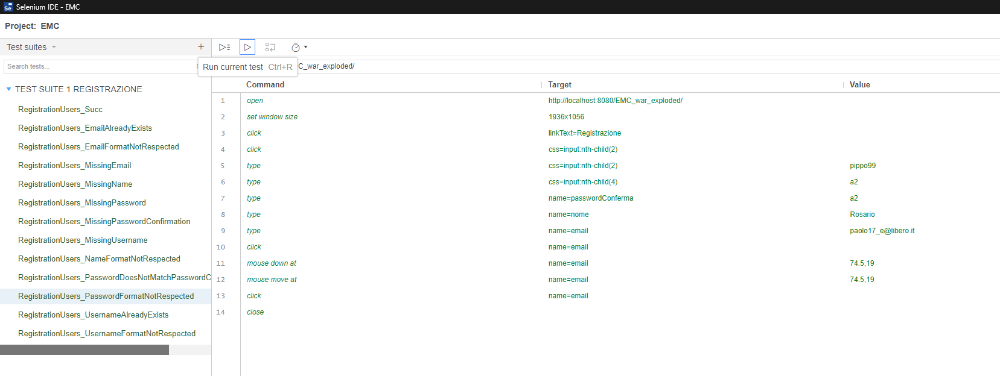 Selenium IDE - EMC
Project: EMC
Test suites
+
Search tests...
Run current test Ctrl+R
C_war_exploded/
Command Target Value
TEST SUITE 1 REGISTRAZIONE
RegistrationUsers_Succ
RegistrationUsers_EmailAlreadyExists
RegistrationUsers_EmailFormatNotRespected
RegistrationUsers_MissingEmail
RegistrationUsers_MissingName
RegistrationUsers_MissingPassword
RegistrationUsers_MissingPasswordConfirmation
RegistrationUsers_MissingUsername
RegistrationUsers_NameFormatNotRespected
RegistrationUsers_PasswordDoesNotMatchPasswordC
RegistrationUsers_PasswordFormatNotRespected
RegistrationUsers_UsernameAlreadyExists
RegistrationUsers_UsernameFormatNotRespected
1 open http://localhost:8080/EMC_war_exploded/
2 set window size 1936x1056
3 click linkText=Registrazione
4 click css=input:nth-child(2)
5 type css=input:nth-child(2) pippo99
6 type css=input:nth-child(4) a2
7 type name=passwordConferma a2
8 type name=nome Rosario
9 type name=email paolo17_e@libero.it
10 click name=email
11 mouse down at name=email 74.5,19
12 mouse move at name=email 74.5,19
13 click name=email
14 close